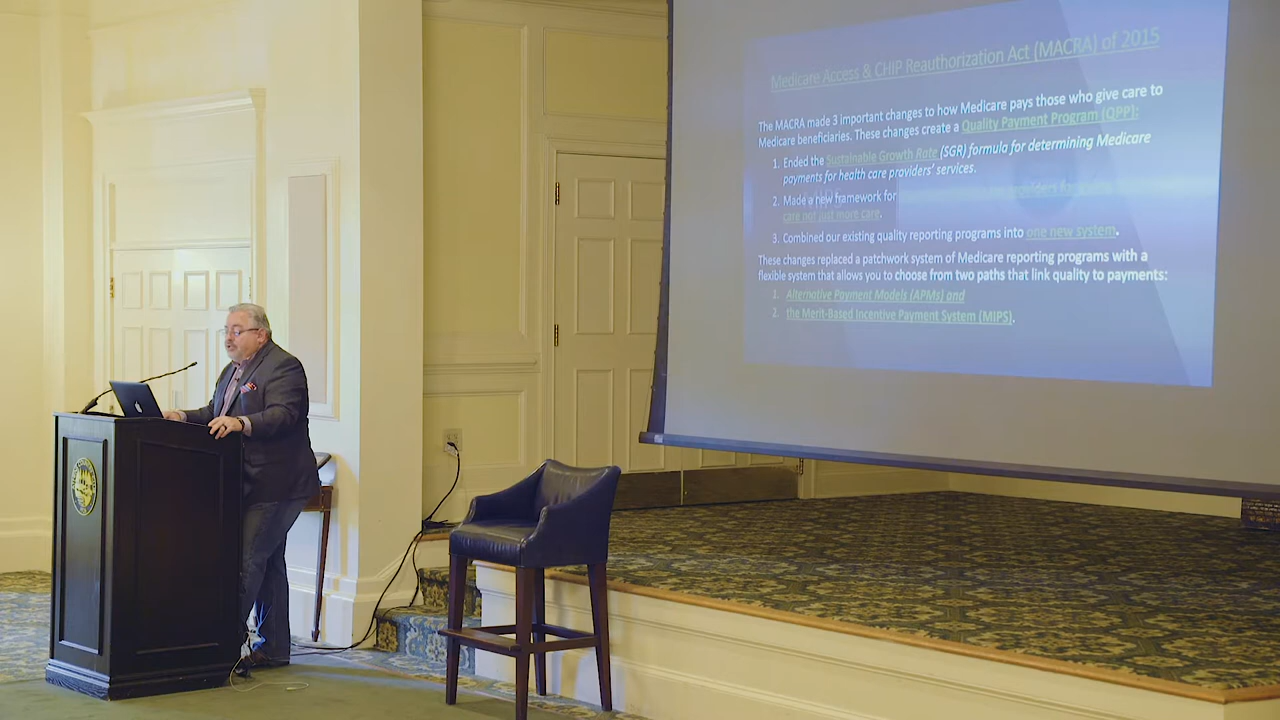 Medicare Access & CHIP Reauthorization Act (MACRA) of 2015
The MACRA made 3 important changes to how Medicare pays those who give care to
Medicare beneficiaries. These changes create a Quality Payment Program (QPP):
1. Ended the Sustainable Growth Rate (SGR) formula for determining Medicare
payments for health care providers' services.
2. Made a new framework for providers for
care not just more care.
3. Combined our existing quality reporting programs into one new system.
These changes replaced a patchwork system of Medicare reporting programs with a
flexible system that allows you to choose from two paths that link quality to payments:
1. Alternative Payment Models (APMs) and
2. the Merit-Based Incentive Payment System (MIPS).